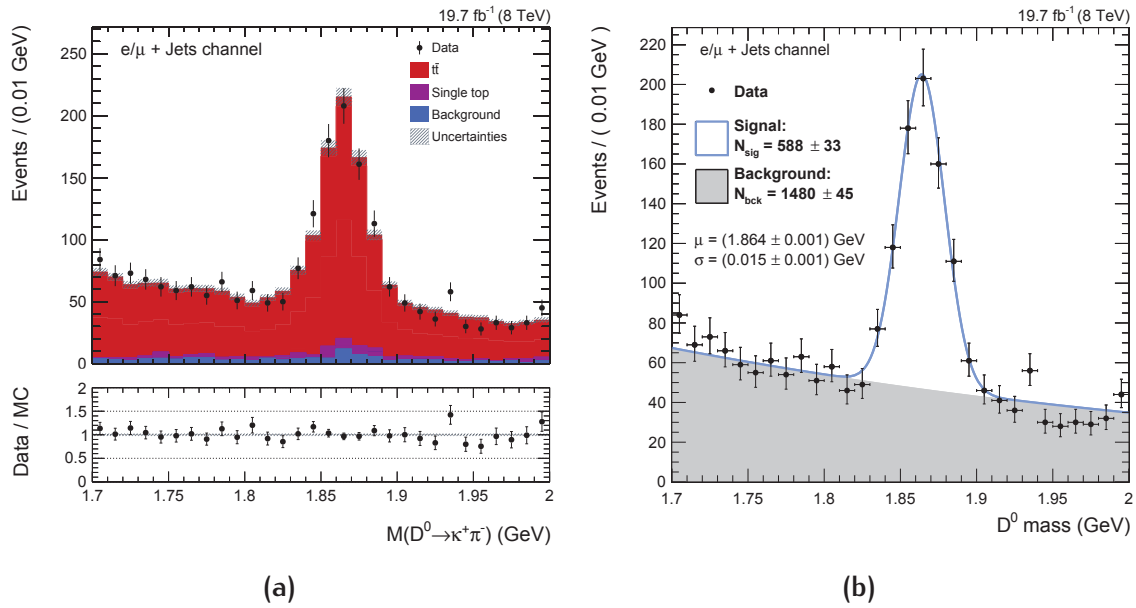 19.7 fb⁻¹ (8 TeV)
e/μ + Jets channel
Data
tt̄
Single top
Background
Uncertainties
Events / (0.01 GeV)
250
200
150
100
50
0
Data / MC
2
1.5
1
0.5
0
1.7 1.75 1.8 1.85 1.9 1.95 2
M(D⁰→κ⁺π⁻) (GeV)
(a)
19.7 fb⁻¹ (8 TeV)
e/μ + Jets channel
Data
Signal:
N_sig = 588 ± 33
Background:
N_bck = 1480 ± 45
μ = (1.864 ± 0.001) GeV
σ = (0.015 ± 0.001) GeV
Events / ( 0.01 GeV )
220
200
180
160
140
120
100
80
60
40
20
0
1.7 1.75 1.8 1.85 1.9 1.95 2
D⁰ mass (GeV)
(b)